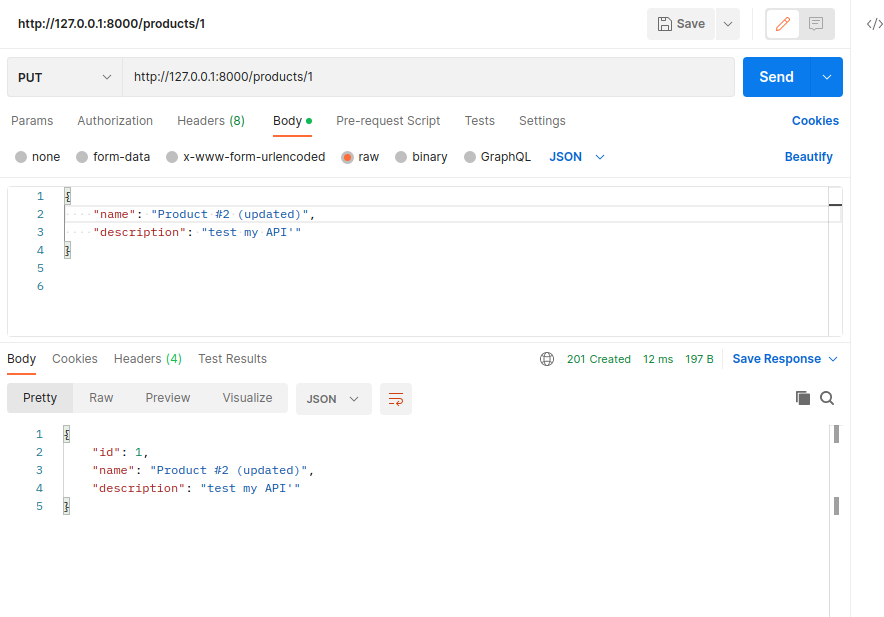 http://127.0.0.1:8000/products/1
Save
PUT http://127.0.0.1:8000/products/1 Send
Params Authorization Headers (8) Body Pre-request Script Tests Settings Cookies
none form-data x-www-form-urlencoded raw binary GraphQL JSON Beautify
1 {
2 "name": "Product #2 (updated)",
3 "description": "test my API'"
4 }
5
6
Body Cookies Headers (4) Test Results 201 Created 12 ms 197 B Save Response
Pretty Raw Preview Visualize JSON
1 {
2 "id": 1,
3 "name": "Product #2 (updated)",
4 "description": "test my API'"
5 }